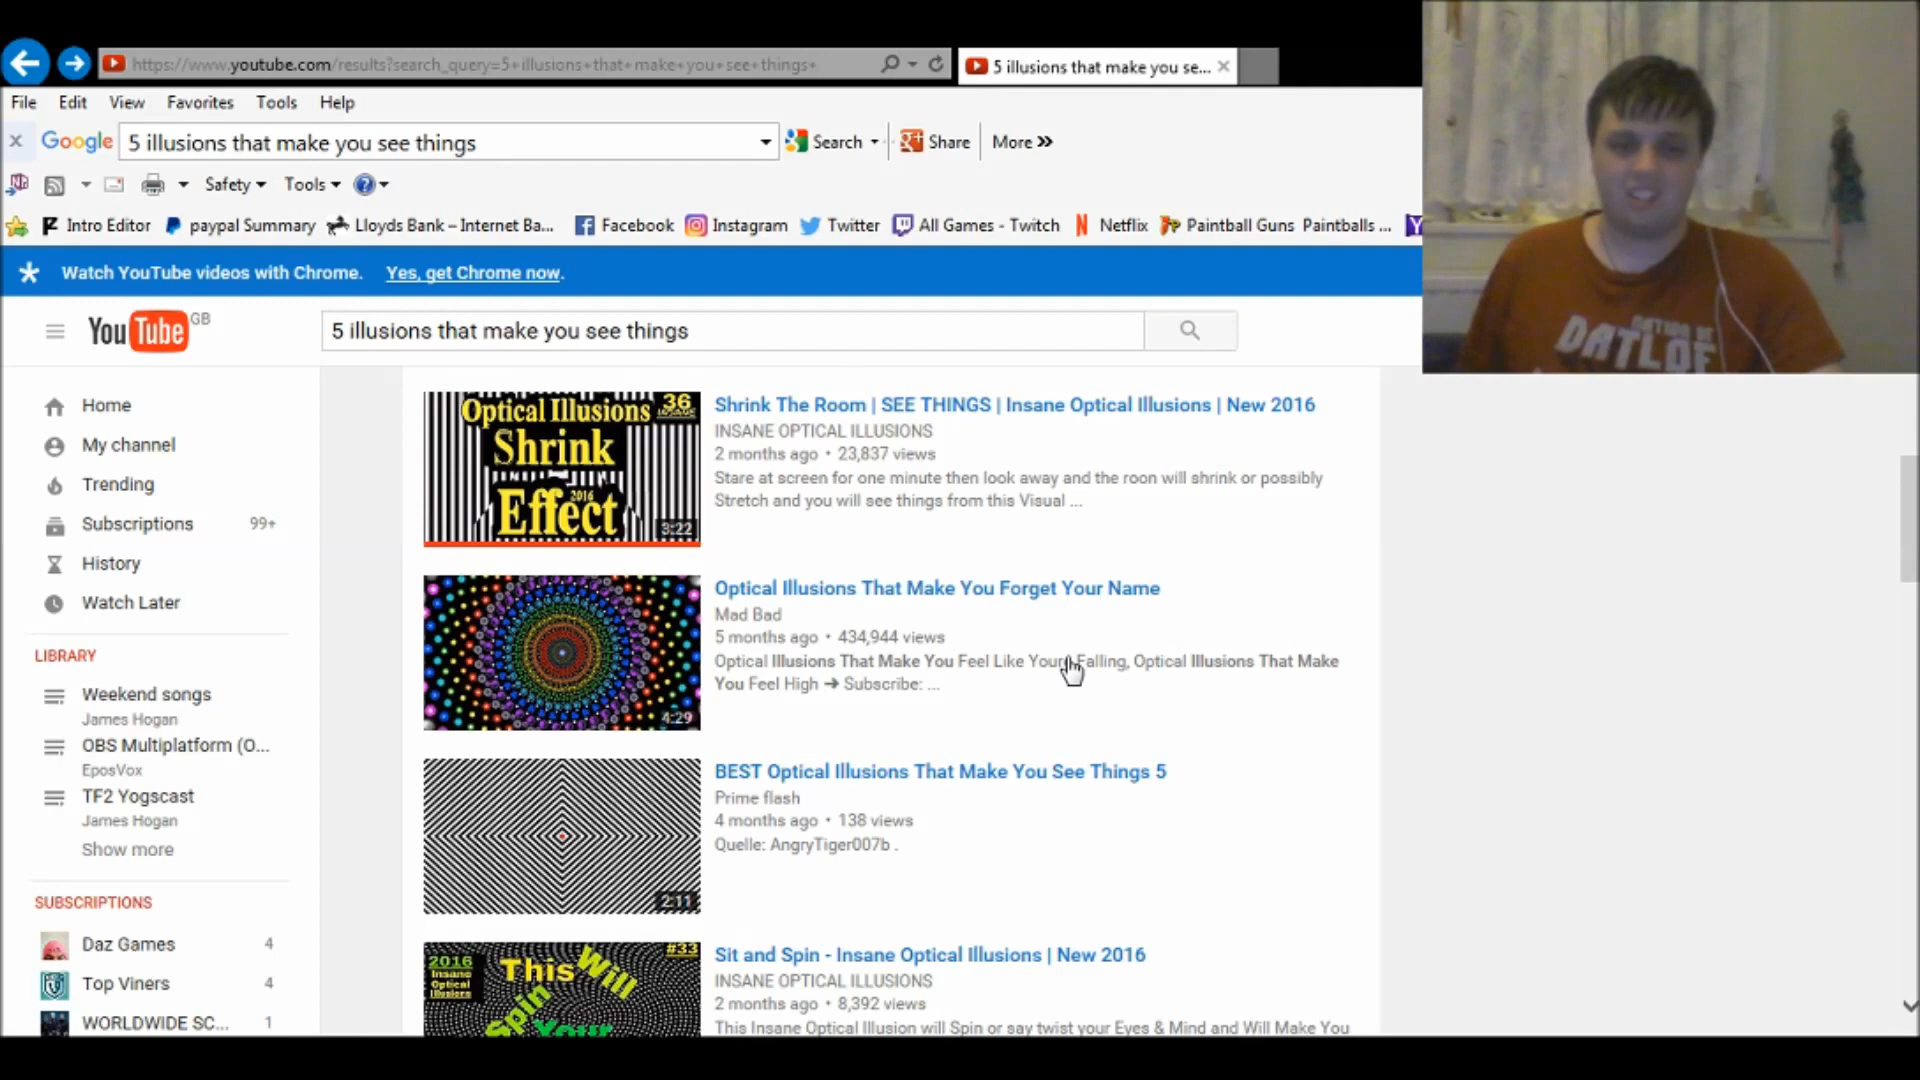 https://www.youtube.com/results?search_query=5+illusions+that+make+you+see+things+
5 illusions that make you se...
File Edit View Favorites Tools Help
Google 5 illusions that make you see things Search Share More »
Safety Tools
Intro Editor paypal Summary Lloyds Bank – Internet Ba... Facebook Instagram Twitter All Games - Twitch Netflix Paintball Guns Paintballs ...
Watch YouTube videos with Chrome. Yes, get Chrome now.
YouTube GB
5 illusions that make you see things
Home
My channel
Trending
Subscriptions 99+
History
Watch Later
LIBRARY
Weekend songs
James Hogan
OBS Multiplatform (O...
EposVox
TF2 Yogscast
James Hogan
Show more
SUBSCRIPTIONS
Daz Games 4
Top Viners 4
WORLDWIDE SC... 1
Optical Illusions 36
Shrink
2016
Effect
3:22
Shrink The Room | SEE THINGS | Insane Optical Illusions | New 2016
INSANE OPTICAL ILLUSIONS
2 months ago • 23,837 views
Stare at screen for one minute then look away and the roon will shrink or possibly
Stretch and you will see things from this Visual ...
4:29
Optical Illusions That Make You Forget Your Name
Mad Bad
5 months ago • 434,944 views
Optical Illusions That Make You Feel Like Your Falling, Optical Illusions That Make
You Feel High ➔ Subscribe: ...
2:11
BEST Optical Illusions That Make You See Things 5
Prime flash
4 months ago • 138 views
Quelle: AngryTiger007b .
2016
Insane
Optical
Illusions
#33
This Will
Spin
Your
Sit and Spin - Insane Optical Illusions | New 2016
INSANE OPTICAL ILLUSIONS
2 months ago • 8,392 views
This Insane Optical Illusion will Spin or say twist your Eyes & Mind and Will Make You